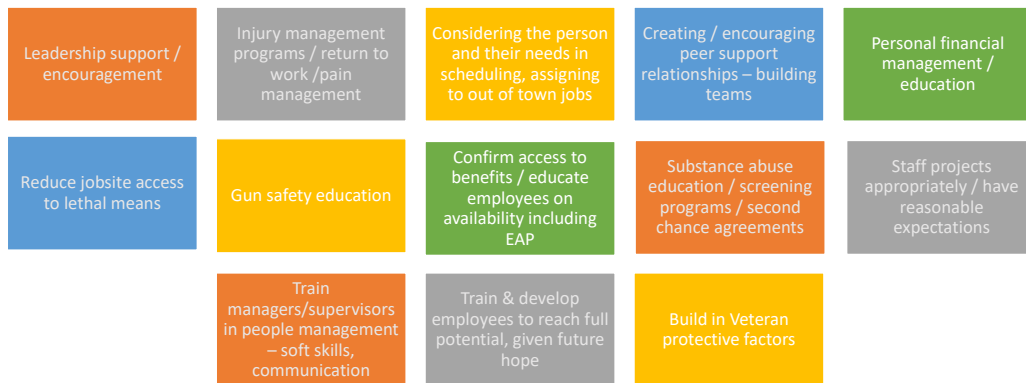 Leadership support /
encouragement
Injury management
programs / return to
work /pain
management
Considering the person
and their needs in
scheduling, assigning
to out of town jobs
Creating / encouraging
peer support
relationships – building
teams
Personal financial
management /
education
Reduce jobsite access
to lethal means
Gun safety education
Confirm access to
benefits / educate
employees on
availability including
EAP
Substance abuse
education / screening
programs / second
chance agreements
Staff projects
appropriately / have
reasonable
expectations
Train
managers/supervisors
in people management
– soft skills,
communication
Train & develop
employees to reach full
potential, given future
hope
Build in Veteran
protective factors